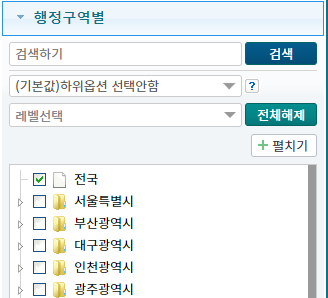 행정구역별
검색하기 검색
(기본값)하위옵션 선택안함 ?
레벨선택 전체해제
+ 펼치기
전국
서울특별시
부산광역시
대구광역시
인천광역시
광주광역시